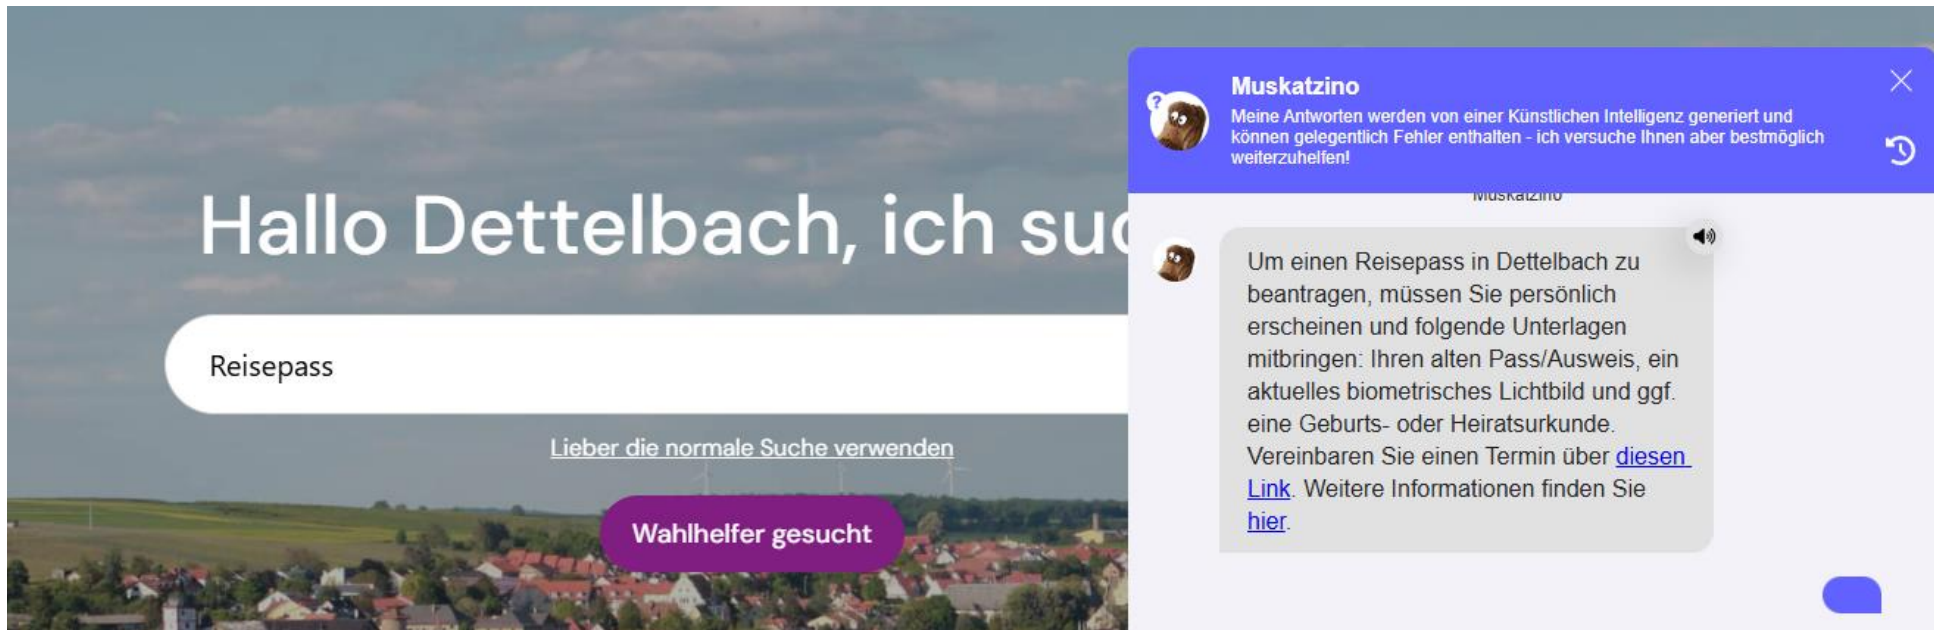 Hallo Dettelbach, ich suc
Reisepass
Lieber die normale Suche verwenden
Wahlhelfer gesucht
?
Muskatzino
Meine Antworten werden von einer Künstlichen Intelligenz generiert und
können gelegentlich Fehler enthalten - ich versuche Ihnen aber bestmöglich
weiterzuhelfen!
Muskatzino
Um einen Reisepass in Dettelbach zu
beantragen, müssen Sie persönlich
erscheinen und folgende Unterlagen
mitbringen: Ihren alten Pass/Ausweis, ein
aktuelles biometrisches Lichtbild und ggf.
eine Geburts- oder Heiratsurkunde.
Vereinbaren Sie einen Termin über diesen
Link. Weitere Informationen finden Sie
hier.